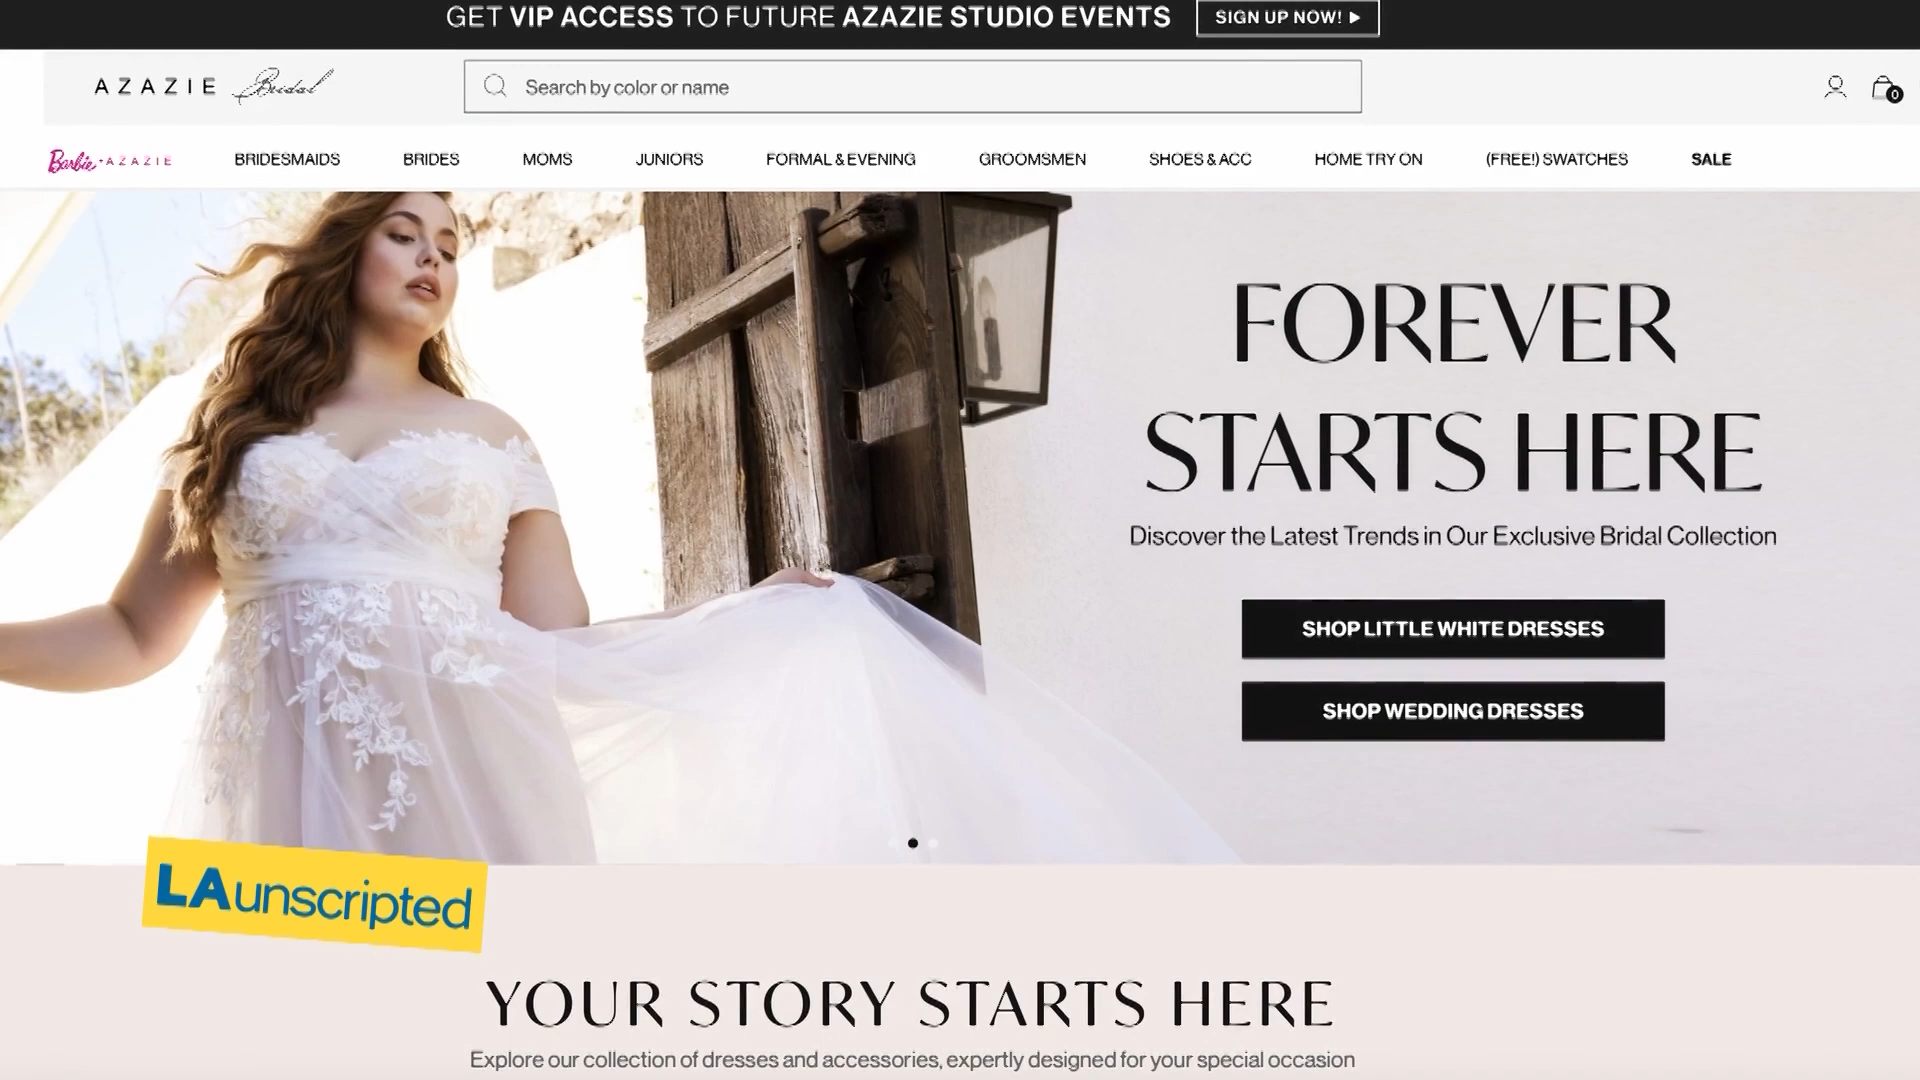 GET VIP ACCESS TO FUTURE AZAZIE STUDIO EVENTS SIGN UP NOW!
AZAZIE Bridal
Search by color or name
0
Barbie + AZAZIE BRIDESMAIDS BRIDES MOMS JUNIORS FORMAL & EVENING GROOMSMEN SHOES & ACC HOME TRY ON (FREE!) SWATCHES SALE
FOREVER
STARTS HERE
Discover the Latest Trends in Our Exclusive Bridal Collection
SHOP LITTLE WHITE DRESSES
SHOP WEDDING DRESSES
LAunscripted
YOUR STORY STARTS HERE
Explore our collection of dresses and accessories, expertly designed for your special occasion